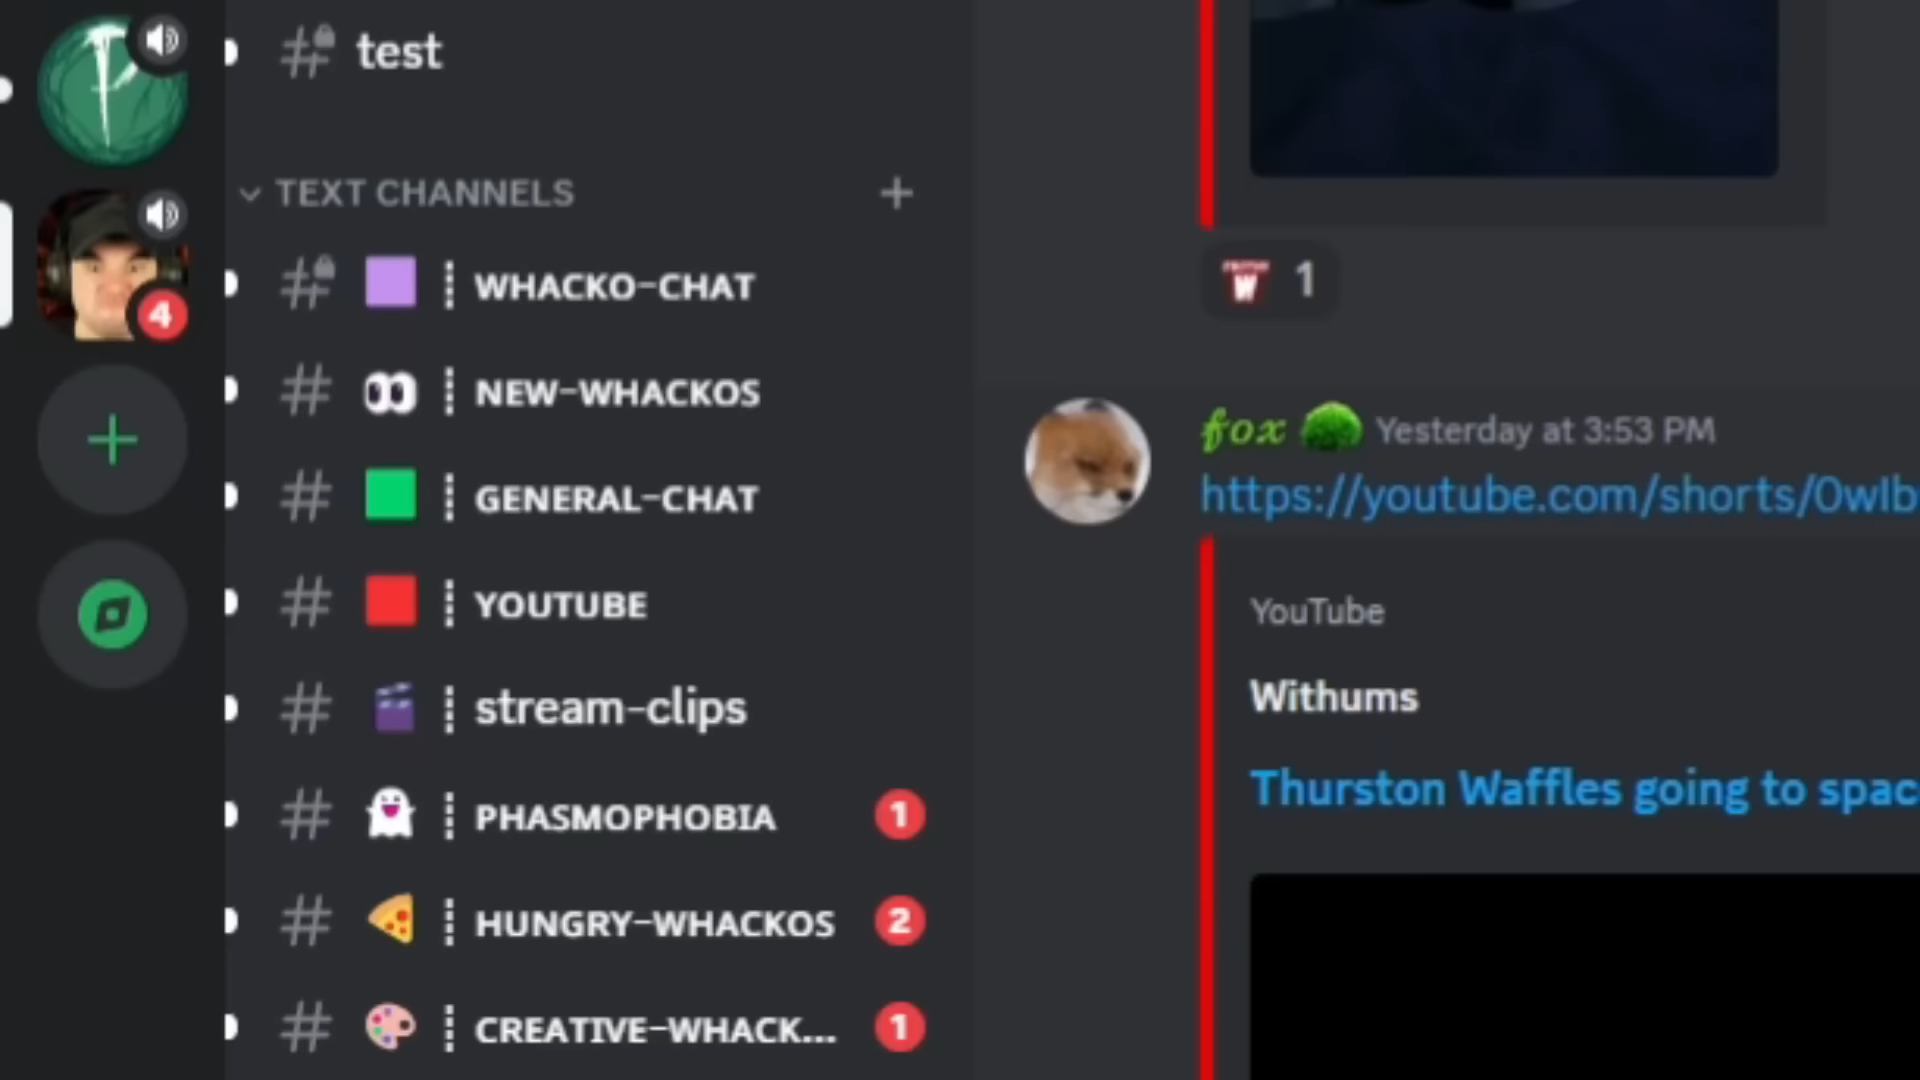 test
TEXT CHANNELS
WHACKO-CHAT
NEW-WHACKOS
GENERAL-CHAT
YOUTUBE
stream-clips
PHASMOPHOBIA 1
HUNGRY-WHACKOS 2
CREATIVE-WHACK... 1
4
W 1
fox Yesterday at 3:53 PM
https://youtube.com/shorts/0wlb
YouTube
Withums
Thurston Waffles going to spac